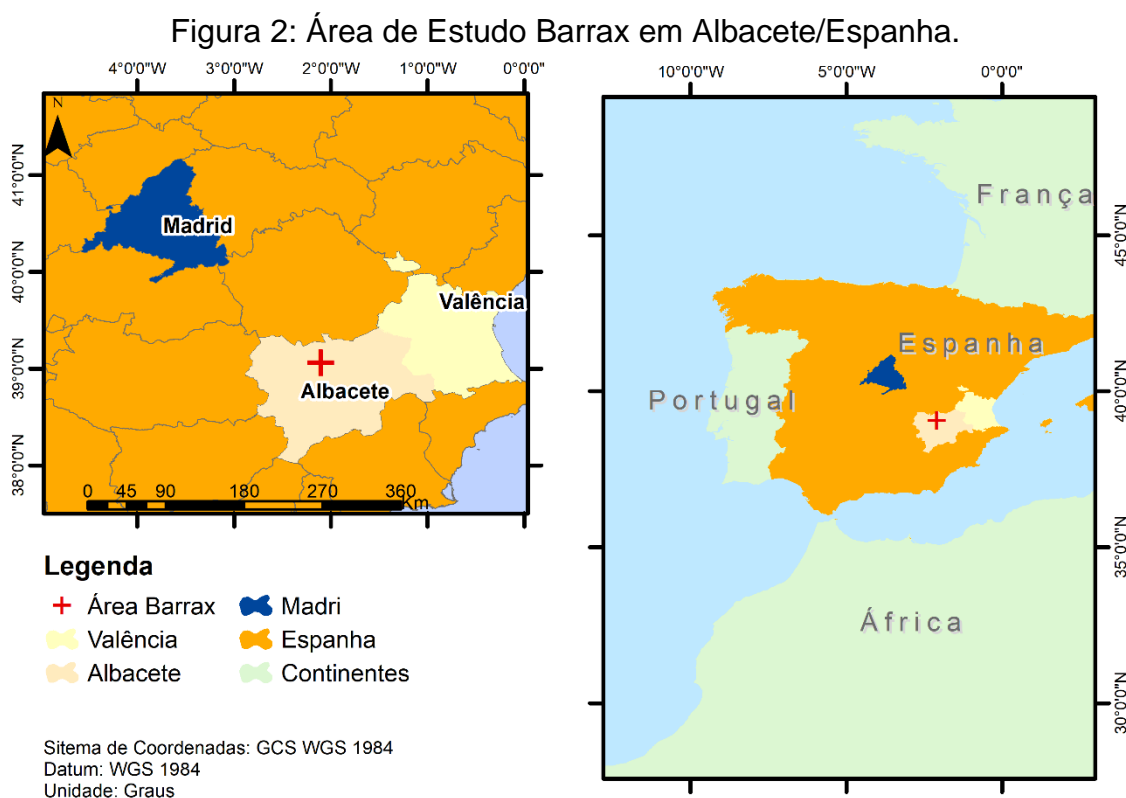 Figura 2: Área de Estudo Barrax em Albacete/Espanha.
4°0'0"W 3°0'0"W 2°0'0"W 1°0'0"W 0°0'0"
N
41°0'0"N
40°0'0"N
39°0'0"N
38°0'0"N
Madrid
Valência
Albacete
0 45 90 180 270 360
Km
10°0'0"W 5°0'0"W 0°0'0"
França
Espanha
Portugal
África
45°0'0"N
40°0'0"N
35°0'0"N
30°0'0"N
Legenda
Área Barrax
Valência
Albacete
Madri
Espanha
Continentes
Sitema de Coordenadas: GCS WGS 1984
Datum: WGS 1984
Unidade: Graus